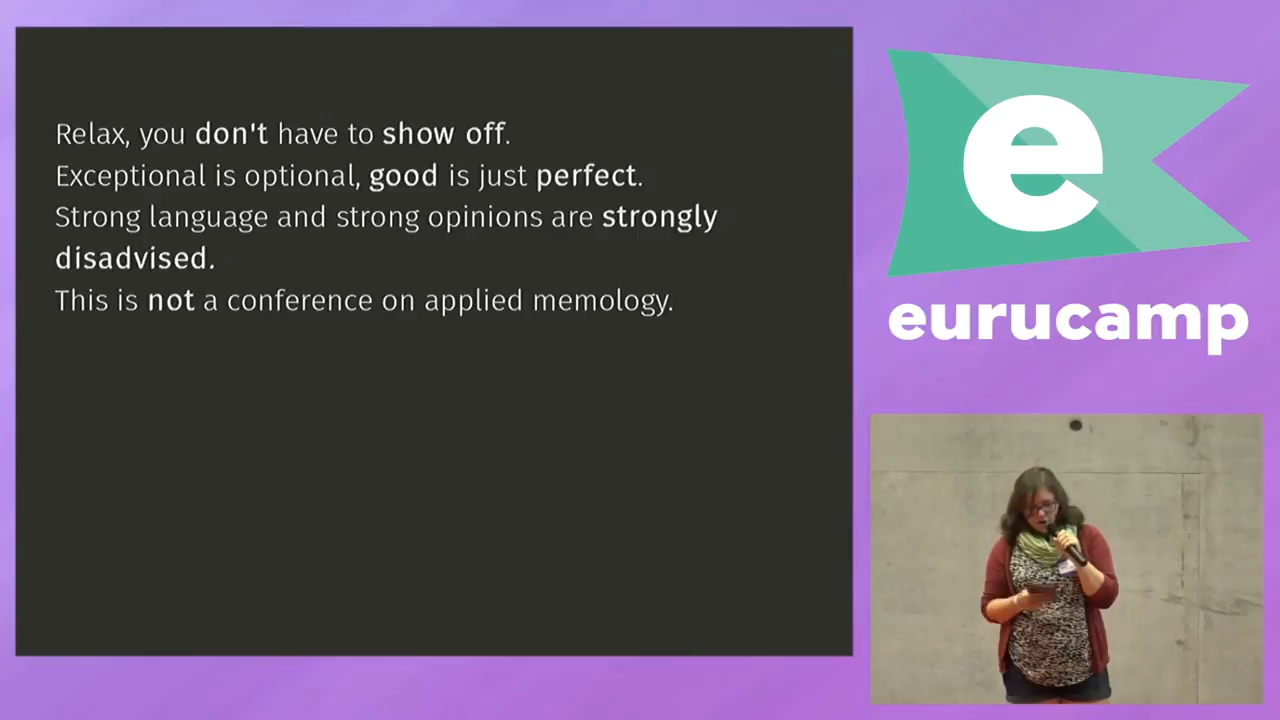 Relax, you don't have to show off.
Exceptional is optional, good is just perfect.
Strong language and strong opinions are strongly
disadvised.
This is not a conference on applied memology.
e
eurucamp